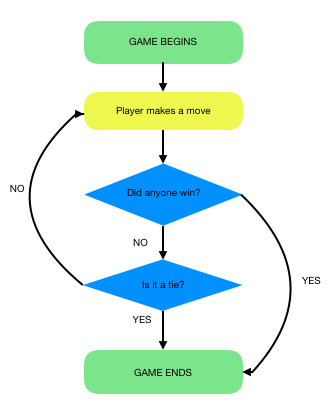 GAME BEGINS
Player makes a move
Did anyone win?
NO
NO
Is it a tie?
YES
YES
GAME ENDS